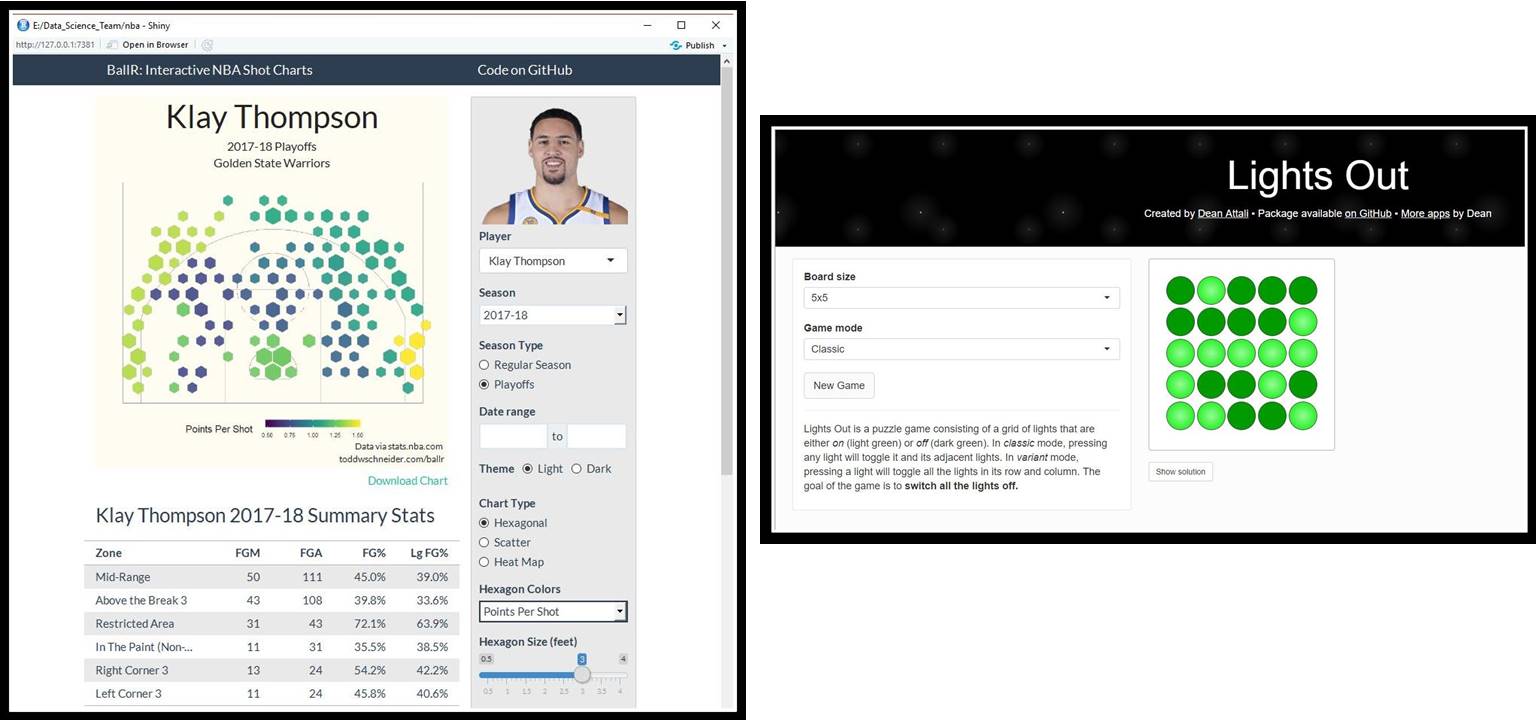 E:/Data_Science_Team/nba - Shiny
http://127.0.0.1:7381 Open in Browser Publish
BallR: Interactive NBA Shot Charts Code on GitHub
Klay Thompson
2017-18 Playoffs
Golden State Warriors
Points Per Shot
0.50 0.75 1.00 1.25 1.50
Data via stats.nba.com
toddwschneider.com/ballr
Download Chart
Klay Thompson 2017-18 Summary Stats
Zone FGM FGA FG% Lg FG%
Mid-Range 50 111 45.0% 39.0%
Above the Break 3 43 108 39.8% 33.6%
Restricted Area 31 43 72.1% 63.9%
In The Paint (Non-... 11 31 35.5% 38.5%
Right Corner 3 13 24 54.2% 42.2%
Left Corner 3 11 24 45.8% 40.6%
Player
Klay Thompson
Season
2017-18
Season Type
Regular Season
Playoffs
Date range
to
Theme Light Dark
Chart Type
Hexagonal
Scatter
Heat Map
Hexagon Colors
Points Per Shot
Hexagon Size (feet)
0.5 3 4
0.5 1 1.5 2 2.5 3 3.5 4
Lights Out
Created by Dean Attali • Package available on GitHub • More apps by Dean
Board size
5x5
Game mode
Classic
New Game
Lights Out is a puzzle game consisting of a grid of lights that are
either on (light green) or off (dark green). In classic mode, pressing
any light will toggle it and its adjacent lights. In variant mode,
pressing a light will toggle all the lights in its row and column. The
goal of the game is to switch all the lights off.
Show solution